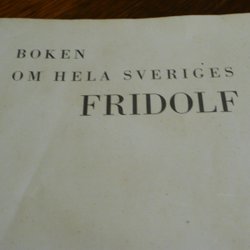 BOKEN
OM HELA SVERIGES
FRIDOLF